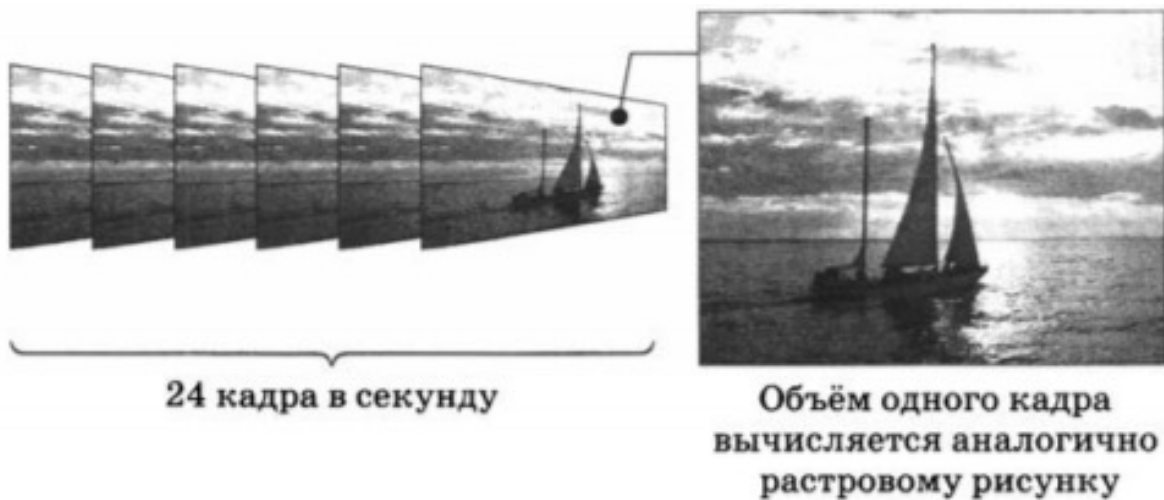 24 кадра в секунду
Объём одного кадра
вычисляется аналогично
растровому рисунку